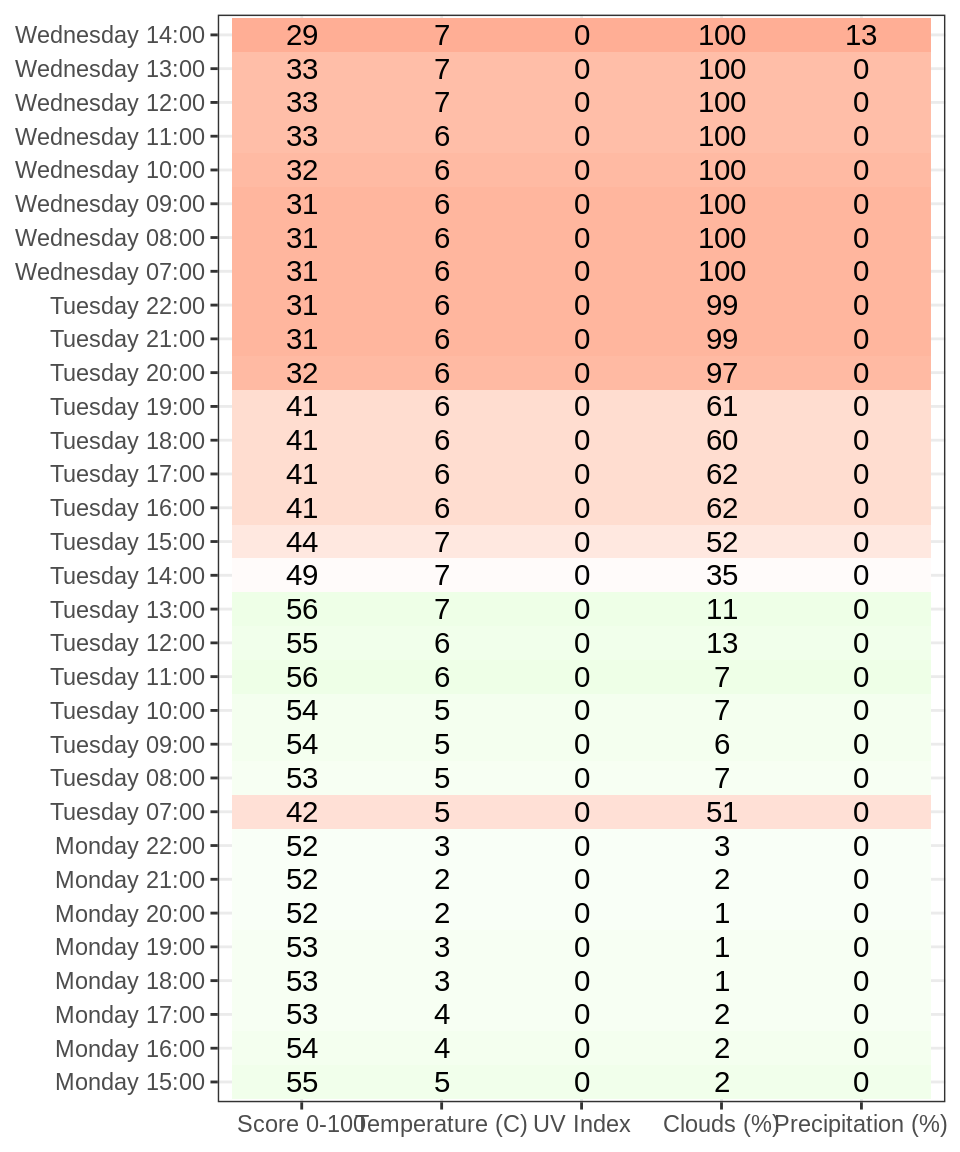 Wednesday 14:00 29 7 0 100 13
Wednesday 13:00 33 7 0 100 0
Wednesday 12:00 33 7 0 100 0
Wednesday 11:00 33 6 0 100 0
Wednesday 10:00 32 6 0 100 0
Wednesday 09:00 31 6 0 100 0
Wednesday 08:00 31 6 0 100 0
Wednesday 07:00 31 6 0 100 0
Tuesday 22:00 31 6 0 99 0
Tuesday 21:00 31 6 0 99 0
Tuesday 20:00 32 6 0 97 0
Tuesday 19:00 41 6 0 61 0
Tuesday 18:00 41 6 0 60 0
Tuesday 17:00 41 6 0 62 0
Tuesday 16:00 41 6 0 62 0
Tuesday 15:00 44 7 0 52 0
Tuesday 14:00 49 7 0 35 0
Tuesday 13:00 56 7 0 11 0
Tuesday 12:00 55 6 0 13 0
Tuesday 11:00 56 6 0 7 0
Tuesday 10:00 54 5 0 7 0
Tuesday 09:00 54 5 0 6 0
Tuesday 08:00 53 5 0 7 0
Tuesday 07:00 42 5 0 51 0
Monday 22:00 52 3 0 3 0
Monday 21:00 52 2 0 2 0
Monday 20:00 52 2 0 1 0
Monday 19:00 53 3 0 1 0
Monday 18:00 53 3 0 1 0
Monday 17:00 53 4 0 2 0
Monday 16:00 54 4 0 2 0
Monday 15:00 55 5 0 2 0
Score 0-100 Temperature (C) UV Index Clouds (%) Precipitation (%)